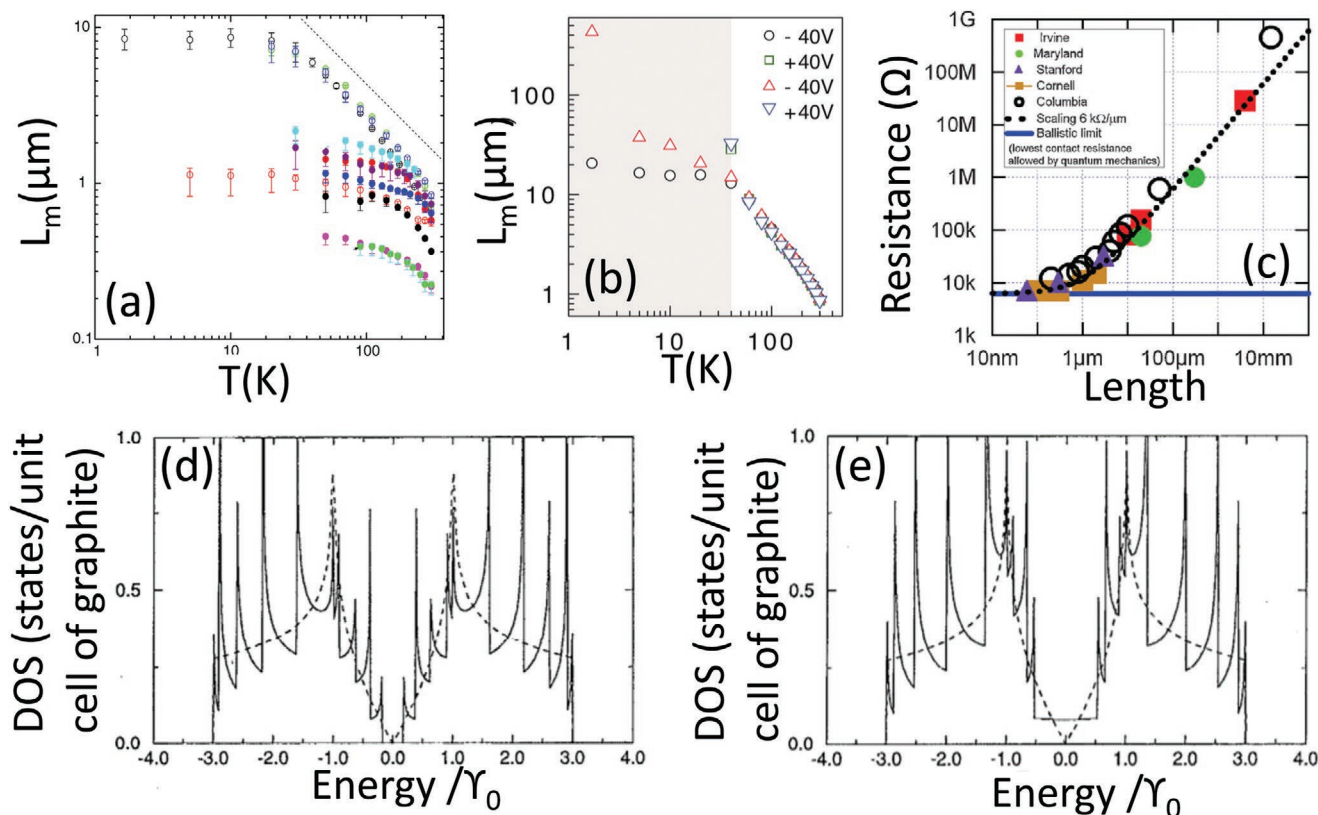 10
1
0.1
1
10
100
L_m(μm)
T(K)
(a)
100
10
1
1
10
100
L_m(μm)
T(K)
(b)
- 40V
+40V
- 40V
+40V
1G
100M
10M
1M
100k
10k
1k
10nm
1μm
100μm
10mm
Resistance (Ω)
Length
(c)
Irvine
Maryland
Stanford
Cornell
Columbia
Scaling 6 kΩ/μm
Ballistic limit
(lowest contact resistance
allowed by quantum mechanics)
(d)
DOS (states/unit
cell of graphite)
1.0
0.5
0.0
-4.0 -3.0 -2.0 -1.0 0.0 1.0 2.0 3.0 4.0
Energy /ϒ₀
(e)
DOS (states/unit
cell of graphite)
1.0
0.5
0.0
-4.0 -3.0 -2.0 -1.0 0.0 1.0 2.0 3.0 4.0
Energy /ϒ₀